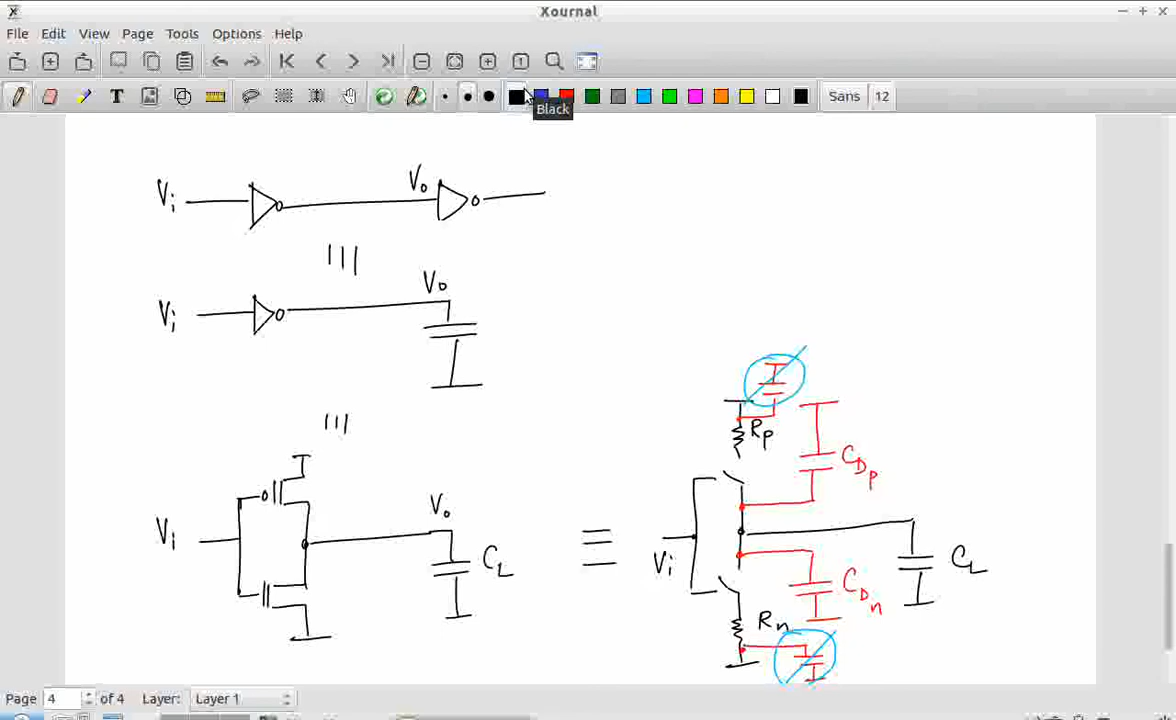 Xournal
File Edit View Page Tools Options Help
Sans 12
Black
Vi Vo
Vi Vo
Vi Vo CL
Rp CDp
Vi CL
CDn
Rn
Page 4 of 4 Layer: Layer 1